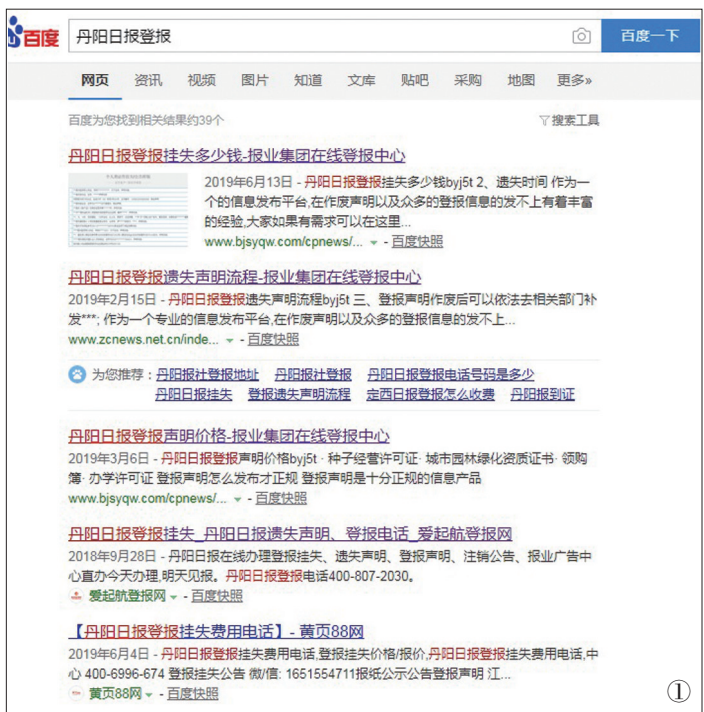 百度 丹阳日报登报 百度一下
网页 资讯 视频 图片 知道 文库 贴吧 采购 地图 更多»
百度为您找到相关结果约39个 搜索工具
丹阳日报登报挂失多少钱-报业集团在线登报中心
2019年6月13日 - 丹阳日报登报挂失多少钱byj5t 2、遗失时间 作为一
个的信息发布平台,在作废声明以及众多的登报信息的发不上有着丰富
的经验,大家如果有需求可以在这里...
www.bjsyqw.com/cpnews/... - 百度快照
丹阳日报登报遗失声明流程-报业集团在线登报中心
2019年2月15日 - 丹阳日报登报遗失声明流程byj5t 三、登报声明作废后可以依法去相关部门补
发***; 作为一个专业的信息发布平台,在作废声明以及众多的登报信息的发不上...
www.zcnews.net.cn/inde... - 百度快照
为您推荐：丹阳报社登报地址 丹阳报社登报 丹阳日报登报电话号码是多少
丹阳日报挂失 登报遗失声明流程 定西日报登报怎么收费 丹阳报到证
丹阳日报登报声明价格-报业集团在线登报中心
2019年3月6日 - 丹阳日报登报声明价格byj5t · 种子经营许可证· 城市园林绿化资质证书· 领购
簿· 办学许可证 登报声明怎么发布才正规 登报声明是十分正规的信息产品
www.bjsyqw.com/cpnews/... - 百度快照
丹阳日报登报挂失_丹阳日报遗失声明、登报电话_爱起航登报网
2018年9月28日 - 丹阳日报在线办理登报挂失、遗失声明、登报声明、注销公告、报业广告中
心直办今天办理,明天见报。丹阳日报登报电话400-807-2030。
爱起航登报网 - 百度快照
【丹阳日报登报挂失费用电话】- 黄页88网
2019年6月4日 - 丹阳日报登报挂失费用电话,登报挂失价格/报价,丹阳日报登报挂失费用电话,中
心 400-6996-674 登报挂失公告 微/信: 1651554711报纸公示公告登报声明 江...
黄页88网 - 百度快照
①